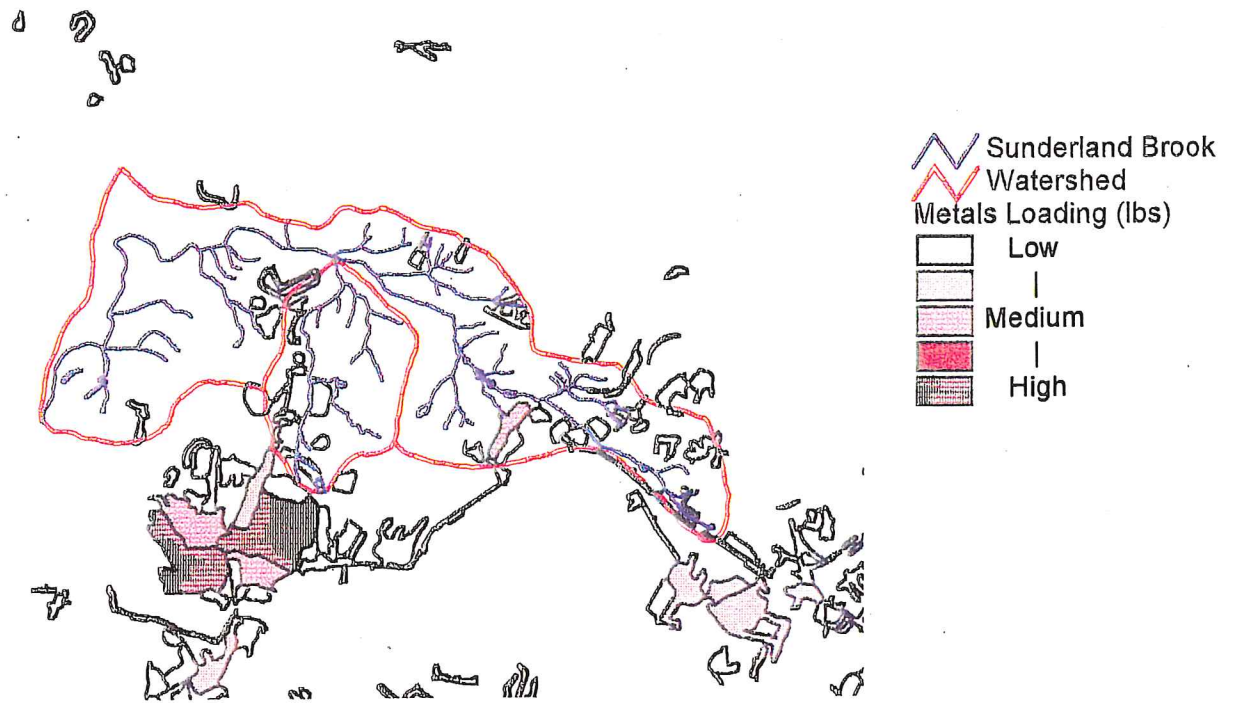 Sunderland Brook
Watershed
Metals Loading (lbs)
Low
Medium
High